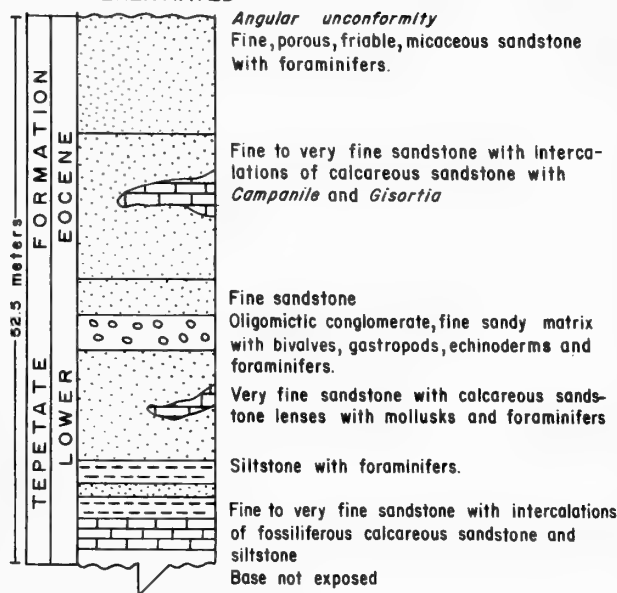 Angular unconformity
Fine, porous, friable, micaceous sandstone
with foraminifers.
Fine to very fine sandstone with interca-
lations of calcareous sandstone with
Campanile and Gisortia
Fine sandstone
Oligomictic conglomerate, fine sandy matrix
with bivalves, gastropods, echinoderms and
foraminifers.
Very fine sandstone with calcareous sand-
stone lenses with mollusks and foraminifers
Siltstone with foraminifers.
Fine to very fine sandstone with intercalations
of fossiliferous calcareous sandstone and
siltstone
Base not exposed
52.5 meters
TEPETATE FORMATION
LOWER EOCENE